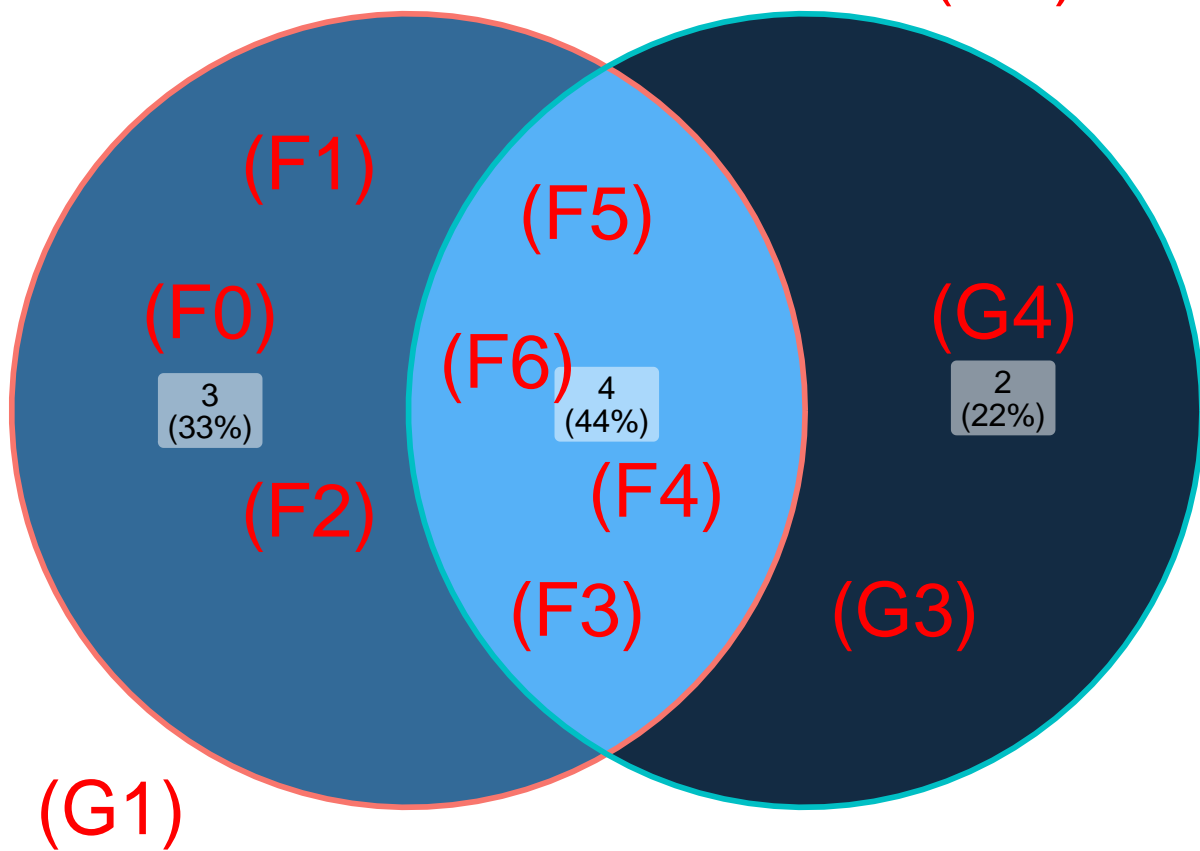 (F1)
(F5)
(F0)
(G4)
(F6)
3
(33%)
4
(44%)
2
(22%)
(F4)
(F2)
(F3)
(G3)
(G1)